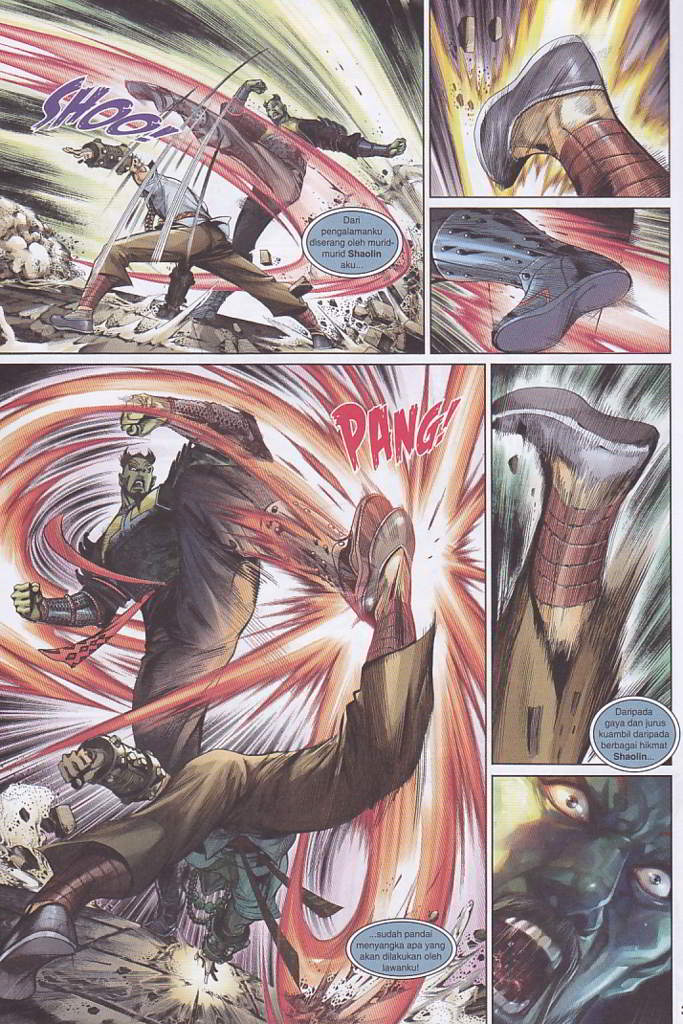 SHOO!
Dari
pengalamanku
diserang oleh murid-
murid Shaolin
aku...
PANG!
Daripada
gaya dan jurus
kuambil daripada
berbagai hikmat
Shaolin...
...sudah pandai
menyangka apa yang
akan dilakukan oleh
lawanku!